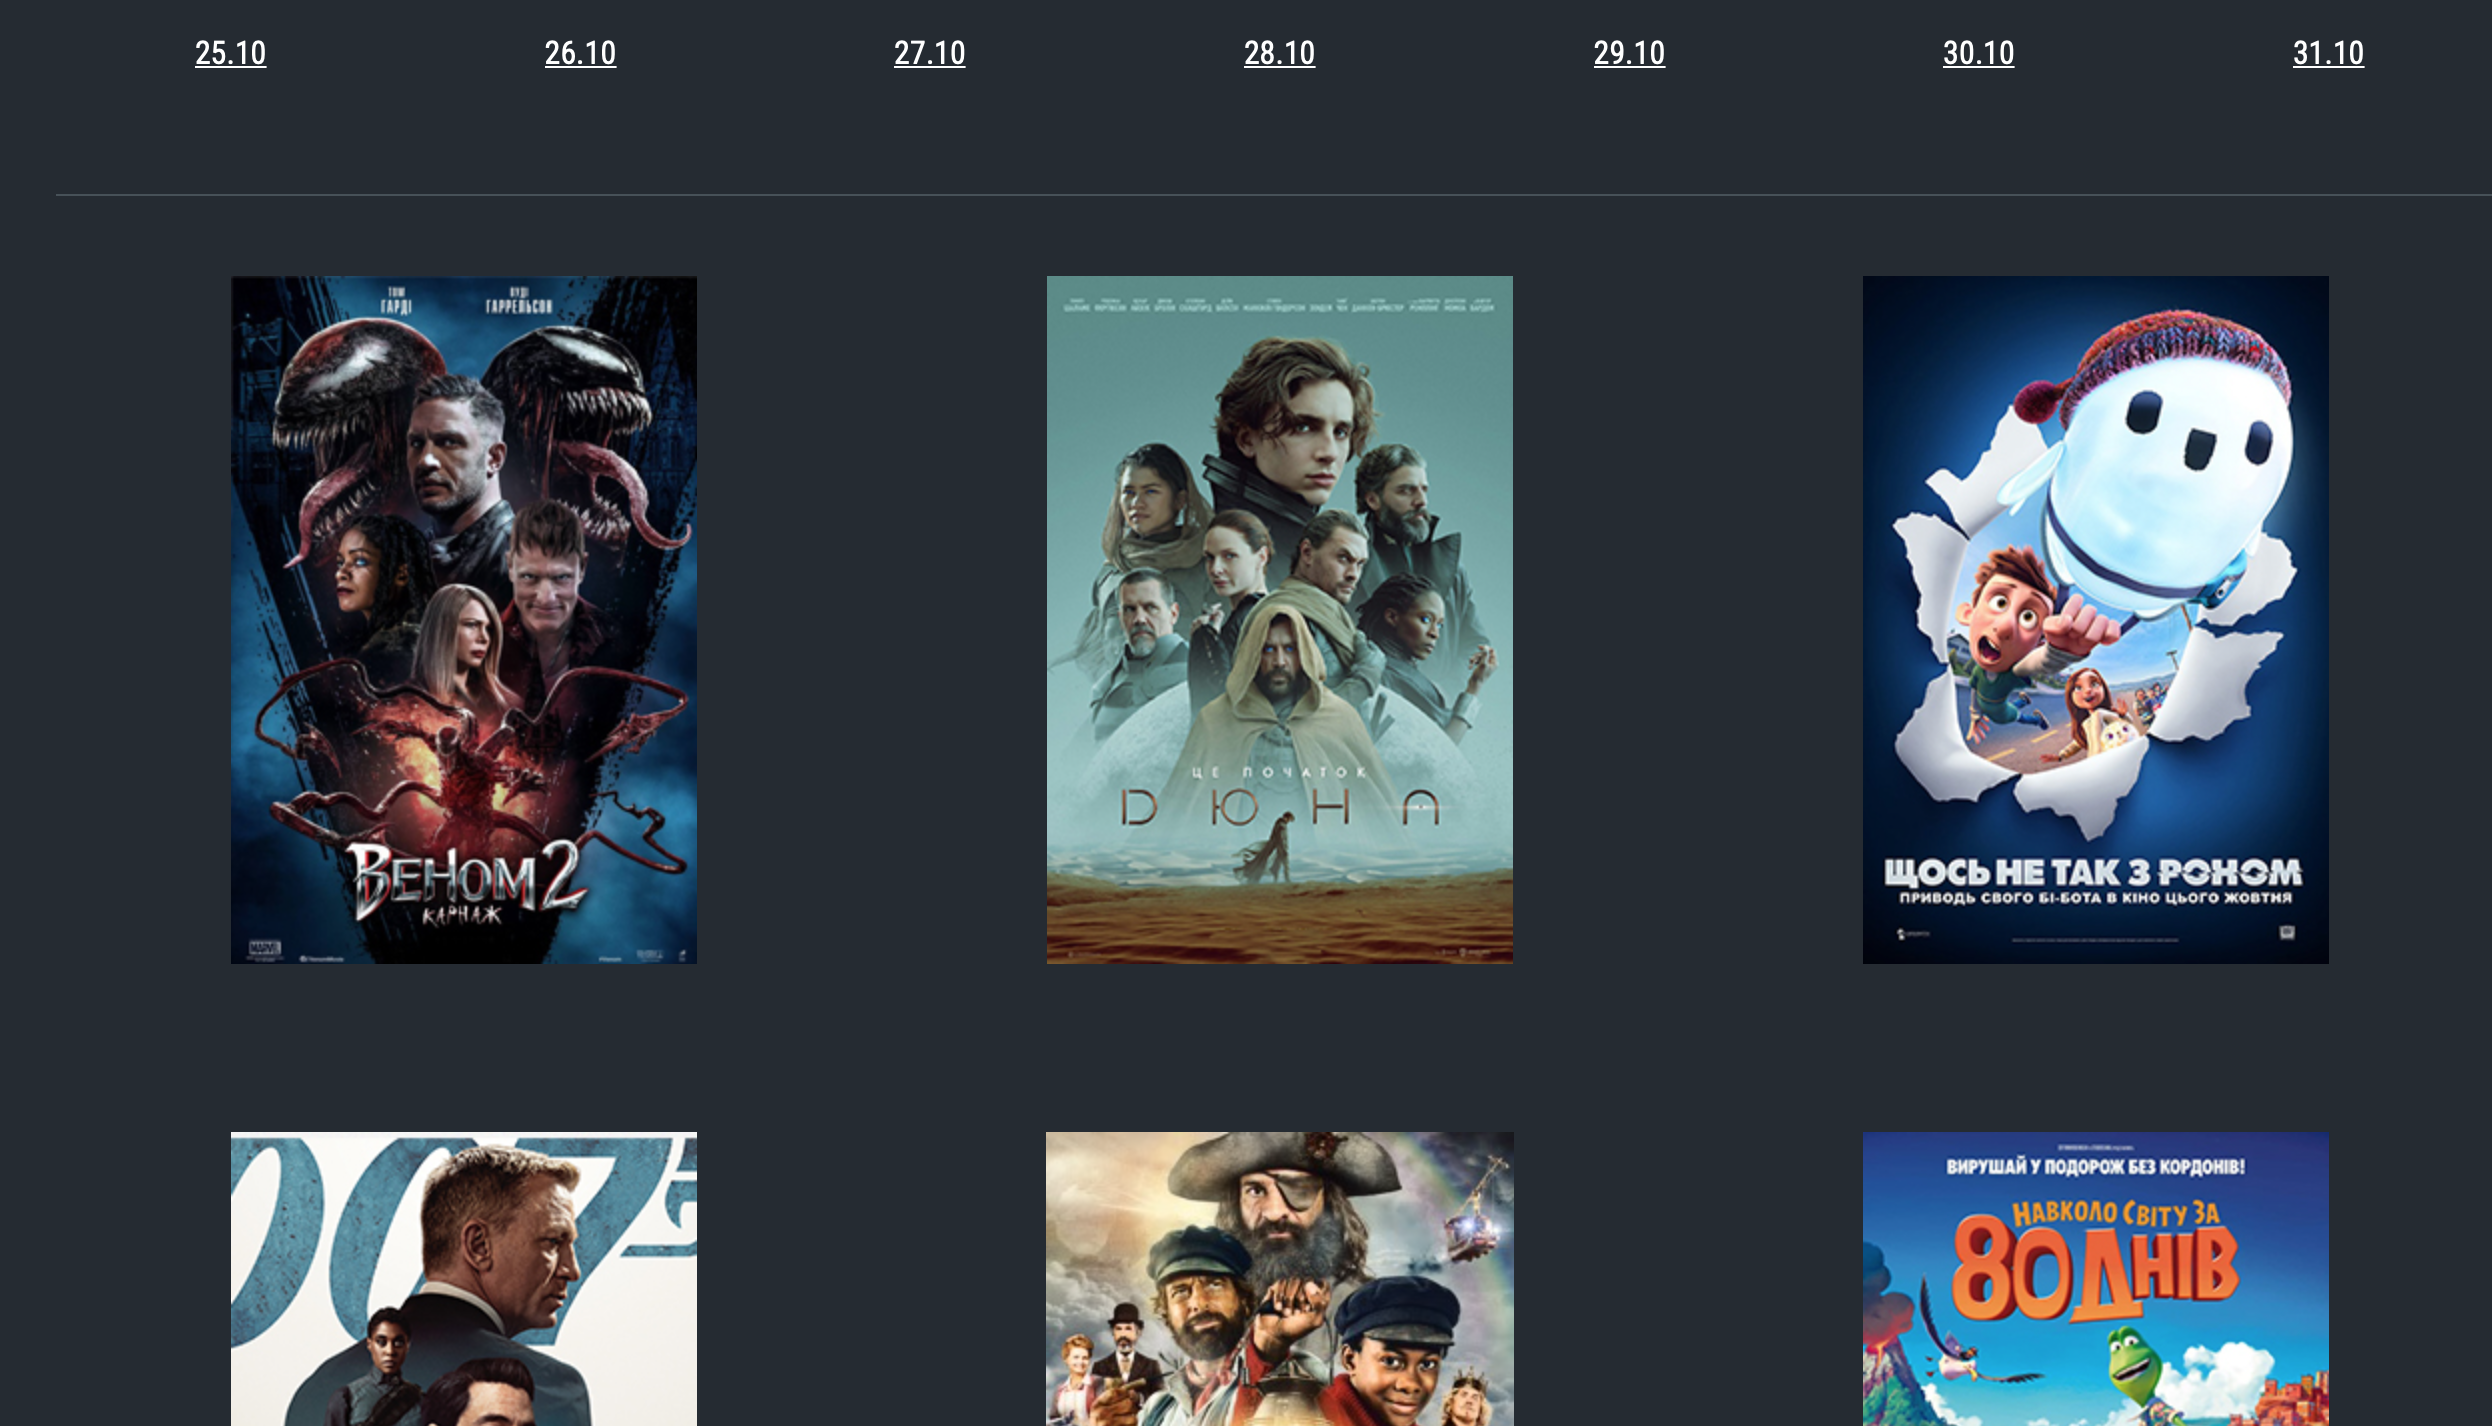 25.10 26.10 27.10 28.10 29.10 30.10 31.10
ТОМ ГАРДІ
ВУДІ ГАРРЕЛЬСОН
ВЕНОМ 2
КАРНАЖ
MARVEL
ЦЕ ПОЧАТОК
ДЮНА
ЩОСЬ НЕ ТАК З РОНОМ
ПРИВОДЬ СВОГО БІ-БОТА В КІНО ЦЬОГО ЖОВТНЯ
007
ВИРУШАЙ У ПОДОРОЖ БЕЗ КОРДОНІВ!
НАВКОЛО СВІТУ ЗА
80 ДНІВ